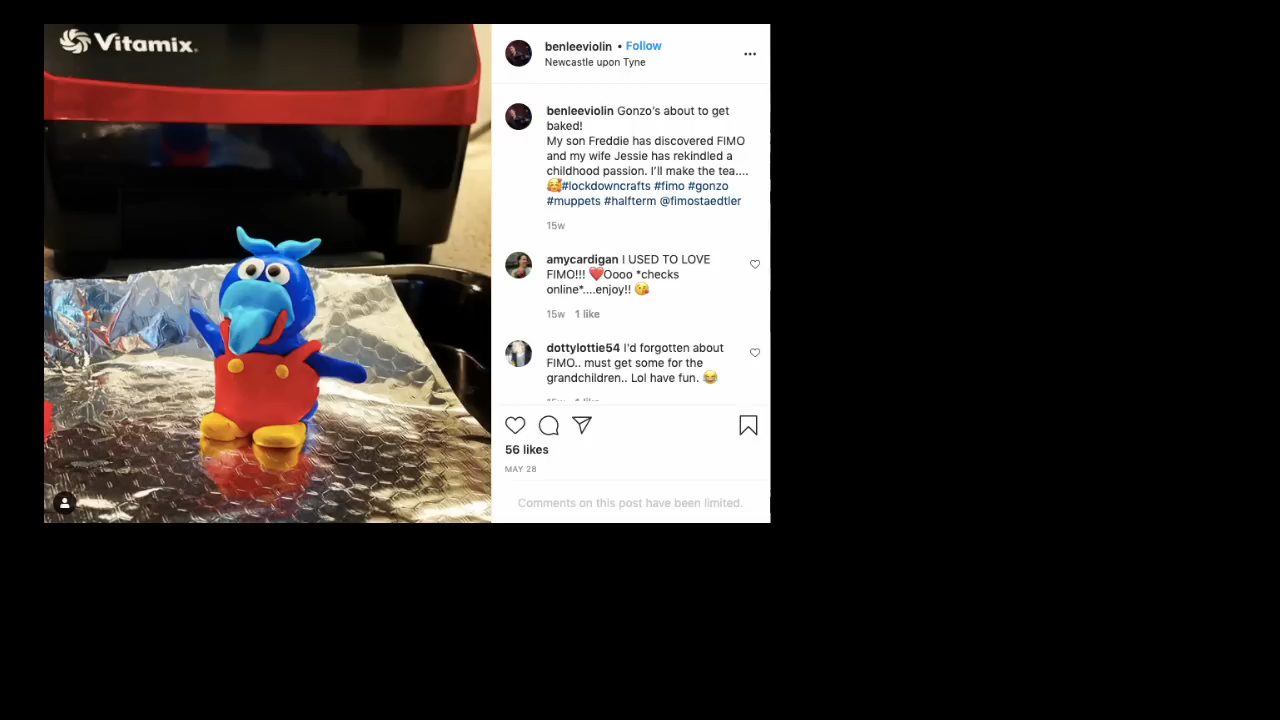 Vitamix
benleeviolin • Follow
Newcastle upon Tyne
benleeviolin Gonzo's about to get
baked!
My son Freddie has discovered FIMO
and my wife Jessie has rekindled a
childhood passion. I'll make the tea....
🥰#lockdowncrafts #fimo #gonzo
#muppets #halfterm @fimostaedtler
15w
amycardigan I USED TO LOVE
FIMO!!! ❤️Oooo *checks
online*....enjoy!! 😘
15w 1 like
dottylottie54 I'd forgotten about
FIMO.. must get some for the
grandchildren.. Lol have fun. 😂
56 likes
MAY 28
Comments on this post have been limited.